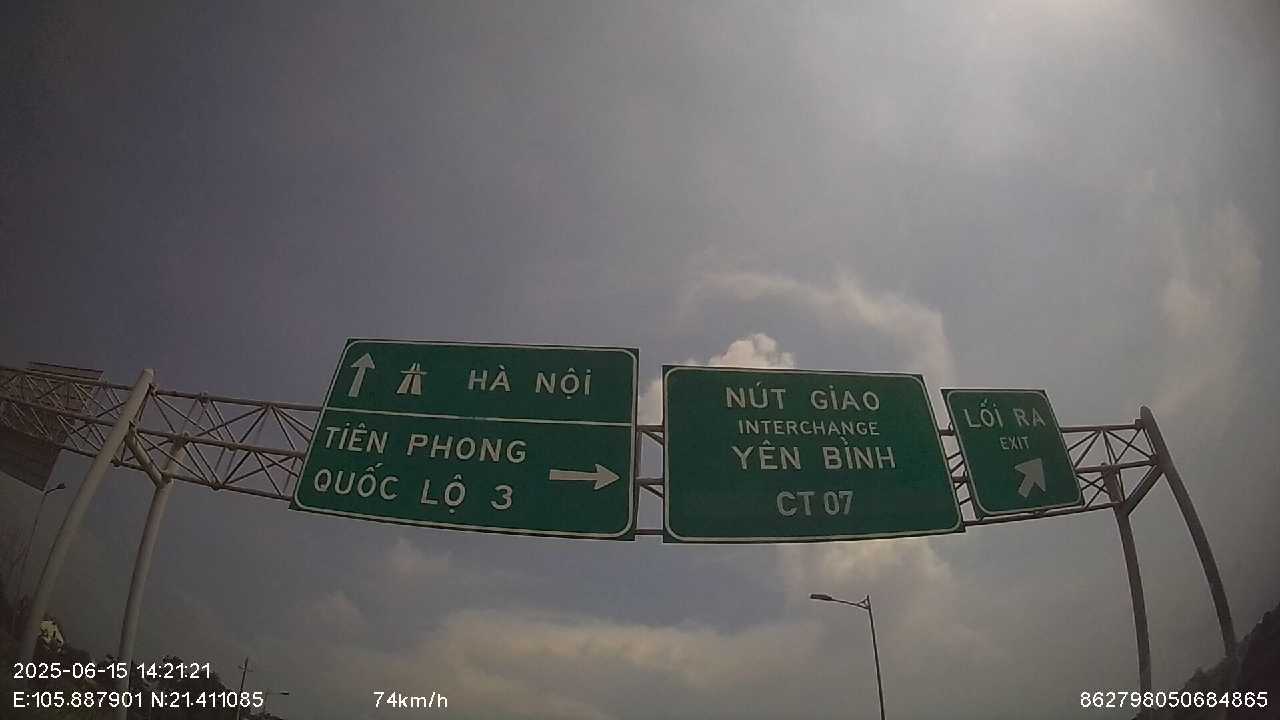 HÀ NỘI
TIÊN PHONG
QUỐC LỘ 3
NÚT GIAO
INTERCHANGE
YÊN BÌNH
CT 07
LỐI RA
EXIT
2025-06-15 14:21:21
E:105.887901 N:21.411085
74km/h
862798050684865